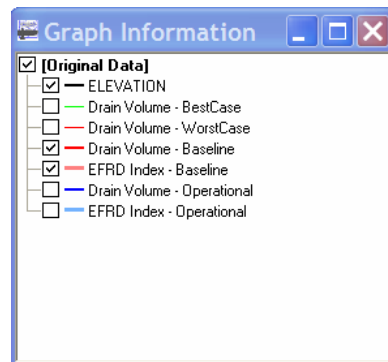 Graph Information
[Original Data]
ELEVATION
Drain Volume - BestCase
Drain Volume - WorstCase
Drain Volume - Baseline
EFRD Index - Baseline
Drain Volume - Operational
EFRD Index - Operational